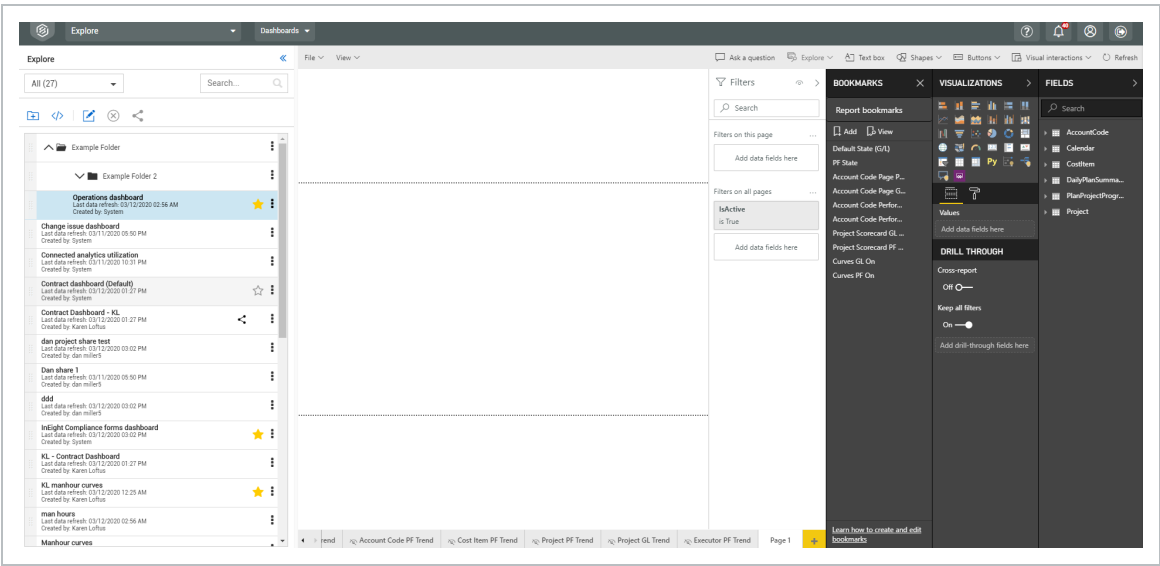 Explore
Dashboards
40
Explore
All (27)
Search...
Example Folder
Example Folder 2
Operations dashboard
Last data refresh: 03/12/2020 02:56 AM
Created by: System
Change issue dashboard
Last data refresh: 03/11/2020 05:50 PM
Created by: System
Connected analytics utilization
Last data refresh: 03/11/2020 10:31 PM
Created by: System
Contract dashboard (Default)
Last data refresh: 03/12/2020 01:27 PM
Created by: System
Contract Dashboard - KL
Last data refresh: 03/12/2020 01:27 PM
Created by: Karen Loftus
dan project share test
Last data refresh: 03/12/2020 03:02 PM
Created by: dan miller5
Dan share 1
Last data refresh: 03/11/2020 05:50 PM
Created by: dan miller5
ddd
Last data refresh: 03/12/2020 03:02 PM
Created by: dan miller5
InEight Compliance forms dashboard
Last data refresh: 03/12/2020 03:02 PM
Created by: System
KL - Contract Dashboard
Last data refresh: 03/12/2020 01:27 PM
Created by: Karen Loftus
KL manhour curves
Last data refresh: 03/12/2020 12:25 AM
Created by: Karen Loftus
man hours
Last data refresh: 03/12/2020 02:56 AM
Created by: Karen Loftus
Manhour curves
File View
Ask a question Explore Text box Shapes Buttons Visual interactions Refresh
Filters
Search
Filters on this page ...
Add data fields here
Filters on all pages ...
IsActive
is True
Add data fields here
BOOKMARKS
Report bookmarks
Add View
Default State (G/L)
PF State
Account Code Page P...
Account Code Page G...
Account Code Perfor...
Account Code Perfor...
Project Scorecard GL ...
Project Scorecard PF ...
Curves GL On
Curves PF On
Learn how to create and edit
bookmarks
VISUALIZATIONS
Py
Values
Add data fields here
DRILL THROUGH
Cross-report
Off
Keep all filters
On
Add drill-through fields here
FIELDS
Search
AccountCode
Calendar
CostItem
DailyPlanSumma...
PlanProjectProgr...
Project
rend Account Code PF Trend Cost Item PF Trend Project PF Trend Project GL Trend Executor PF Trend Page 1 +